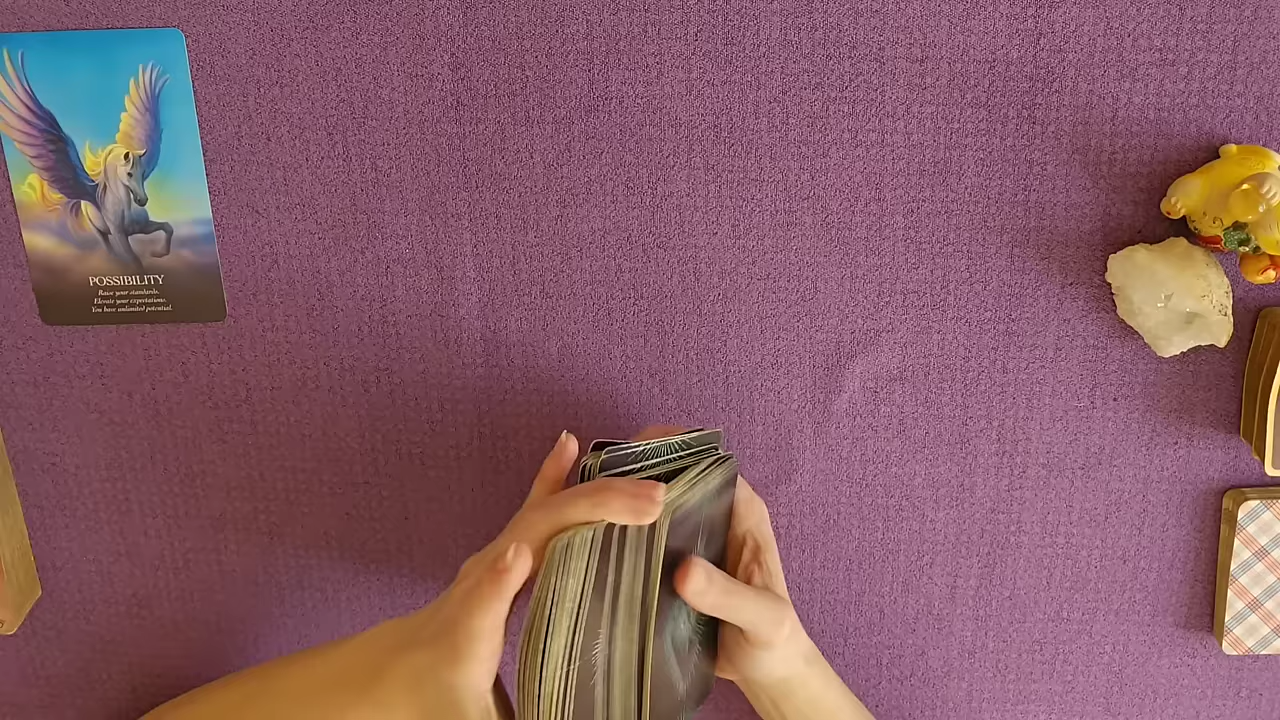 POSSIBILITY
Raise your standards.
Elevate your expectations.
You have unlimited potential.